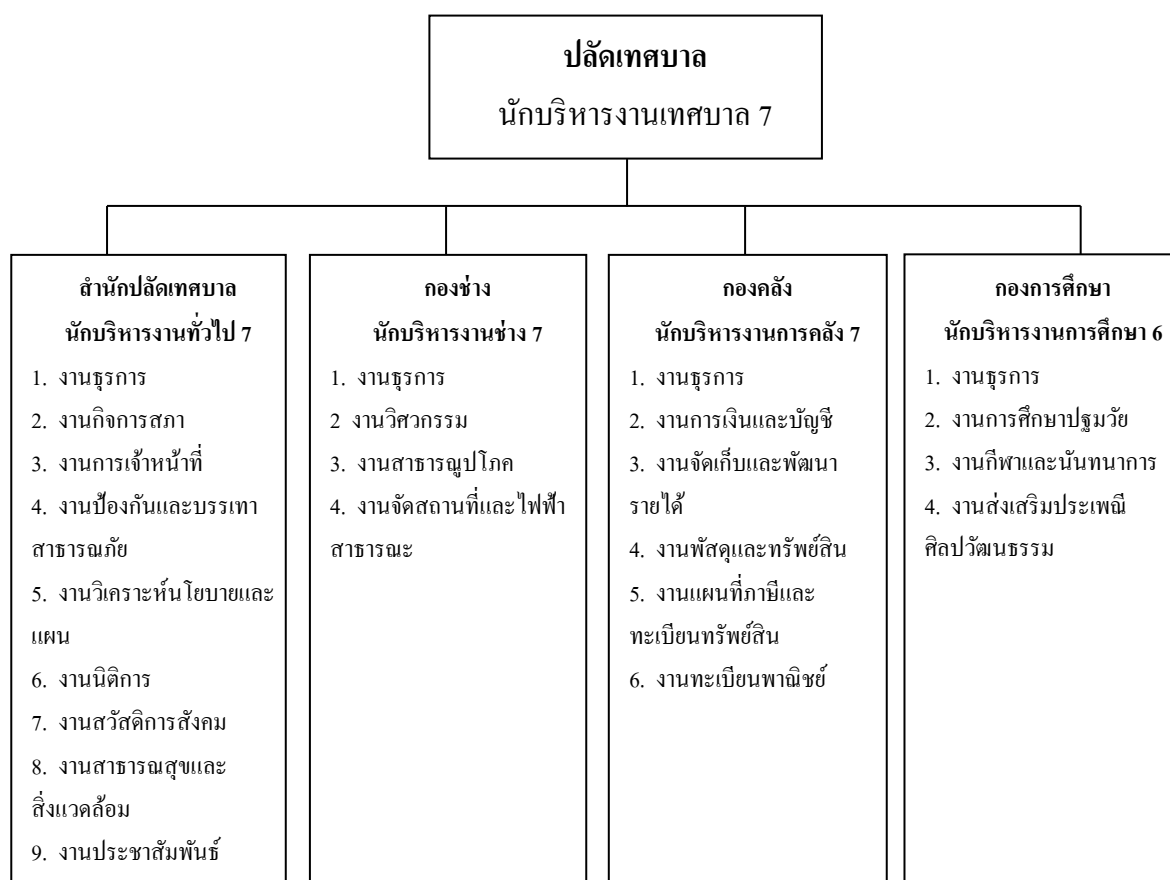 ปลัดเทศบาล
นักบริหารงานเทศบาล 7
สำนักปลัดเทศบาล
นักบริหารงานทั่วไป 7
1. งานธุรการ
2. งานกิจการสภา
3. งานการเจ้าหน้าที่
4. งานป้องกันและบรรเทา
สาธารณภัย
5. งานวิเคราะห์นโยบายและ
แผน
6. งานนิติการ
7. งานสวัสดิการสังคม
8. งานสาธารณสุขและ
สิ่งแวดล้อม
9. งานประชาสัมพันธ์
กองช่าง
นักบริหารงานช่าง 7
1. งานธุรการ
2 งานวิศวกรรม
3. งานสาธารณูปโภค
4. งานจัดสถานที่และไฟฟ้า
สาธารณะ
กองคลัง
นักบริหารงานการคลัง 7
1. งานธุรการ
2. งานการเงินและบัญชี
3. งานจัดเก็บและพัฒนา
รายได้
4. งานพัสดุและทรัพย์สิน
5. งานแผนที่ภาษีและ
ทะเบียนทรัพย์สิน
6. งานทะเบียนพาณิชย์
กองการศึกษา
นักบริหารงานการศึกษา 6
1. งานธุรการ
2. งานการศึกษาปฐมวัย
3. งานกีฬาและนันทนาการ
4. งานส่งเสริมประเพณี
ศิลปวัฒนธรรม